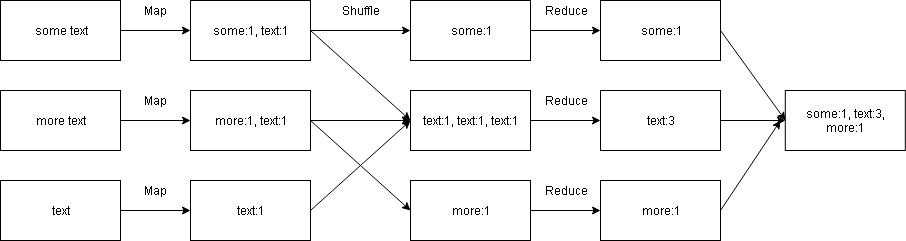 Map
Shuffle
Reduce
some text
some:1, text:1
some:1
some:1
Map
Reduce
more text
more:1, text:1
text:1, text:1, text:1
text:3
some:1, text:3,
more:1
Map
Reduce
text
text:1
more:1
more:1